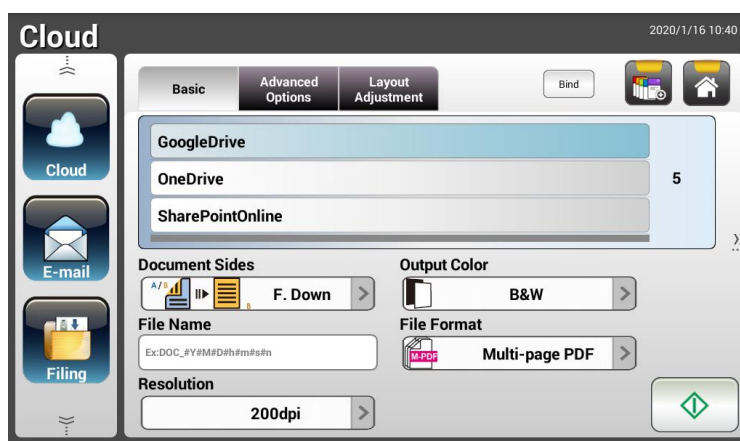 Cloud
2020/1/16 10:40
Basic
Advanced
Options
Layout
Adjustment
Bind
Cloud
E-mail
Filing
GoogleDrive
OneDrive
SharePointOnline
5
Document Sides
A/B
B
F. Down
Output Color
B&W
File Name
Ex:DOC_#Y#M#D#h#m#s#n
File Format
M-PDF
Multi-page PDF
Resolution
200dpi